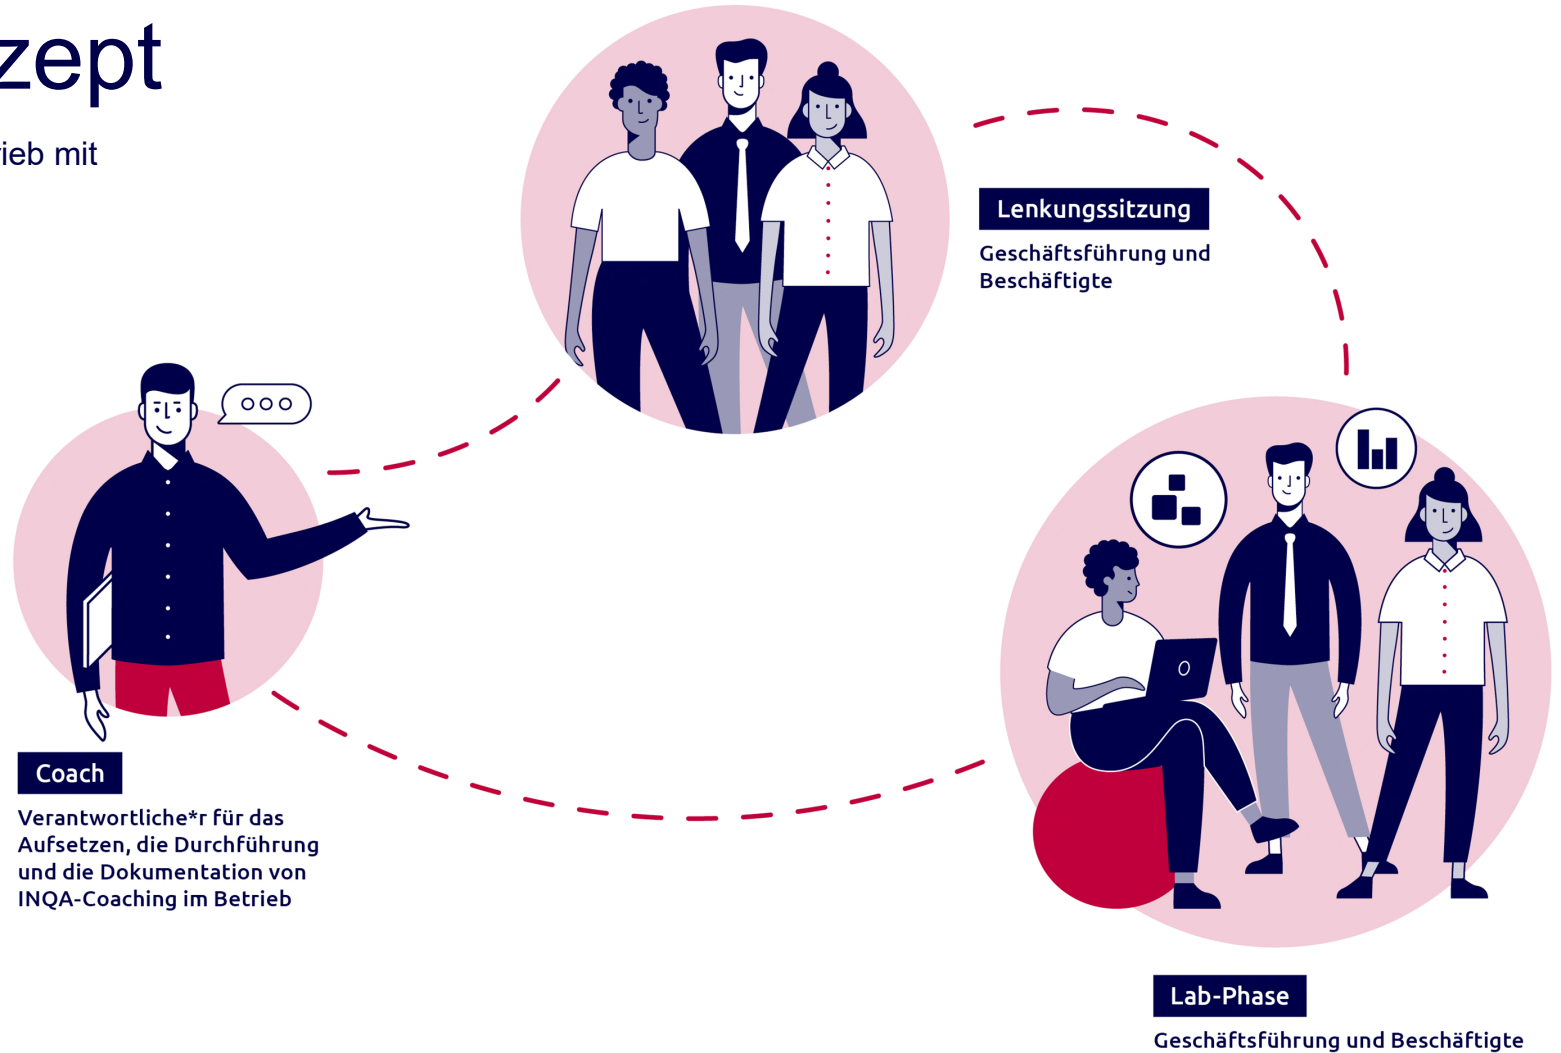 zept
ieb mit
Lenkungssitzung
Geschäftsführung und
Beschäftigte
Coach
Verantwortliche*r für das
Aufsetzen, die Durchführung
und die Dokumentation von
INQA-Coaching im Betrieb
Lab-Phase
Geschäftsführung und Beschäftigte